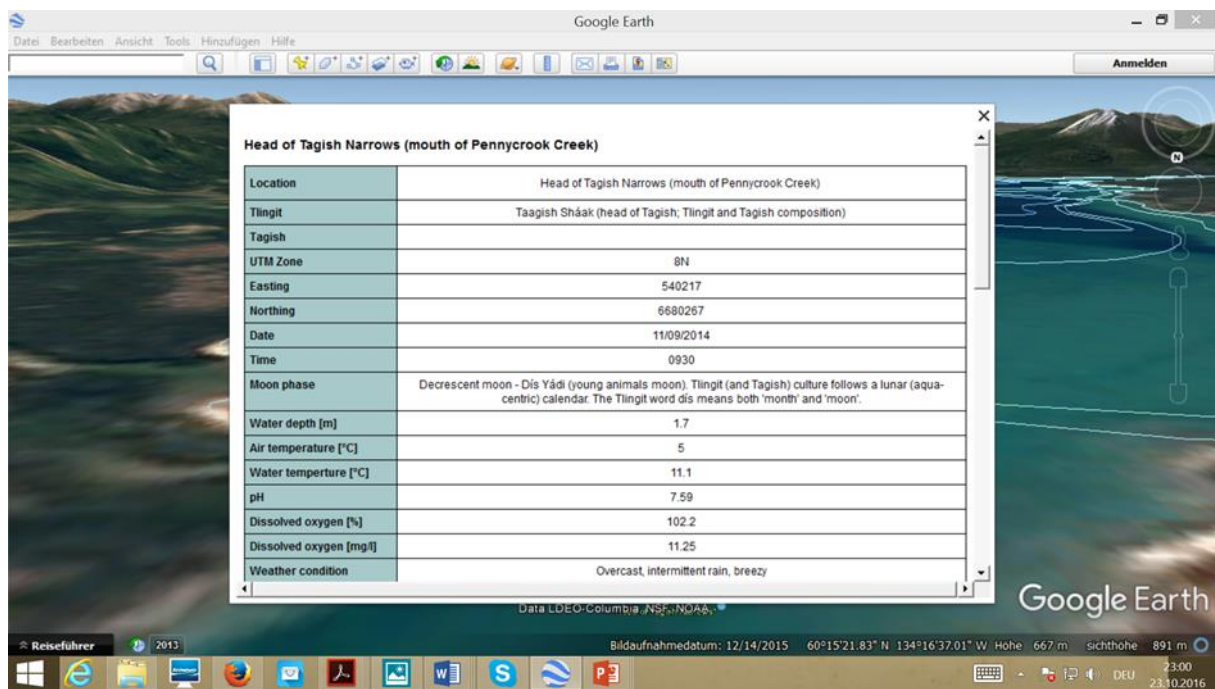 Google Earth
Datei Bearbeiten Ansicht Tools Hinzufügen Hilfe
Anmelden
N
Head of Tagish Narrows (mouth of Pennycrook Creek)
Location Head of Tagish Narrows (mouth of Pennycrook Creek)
Tlingit Taagish Sháak (head of Tagish; Tlingit and Tagish composition)
Tagish
UTM Zone 8N
Easting 540217
Northing 6680267
Date 11/09/2014
Time 0930
Moon phase Decrescent moon - Dís Yádi (young animals moon). Tlingit (and Tagish) culture follows a lunar (aqua-
centric) calendar. The Tlingit word dís means both 'month' and 'moon'.
Water depth [m] 1.7
Air temperature [°C] 5
Water temperture [°C] 11.1
pH 7.59
Dissolved oxygen [%] 102.2
Dissolved oxygen [mg/l] 11.25
Weather condition Overcast, intermittent rain, breezy
Data LDEO-Columbia, NSF, NOAA
Google Earth
Reiseführer 2013 Bildaufnahmedatum: 12/14/2015 60°15'21.83" N 134°16'37.01" W Höhe 667 m sichthöhe 891 m
DEU 23:00
23.10.2016